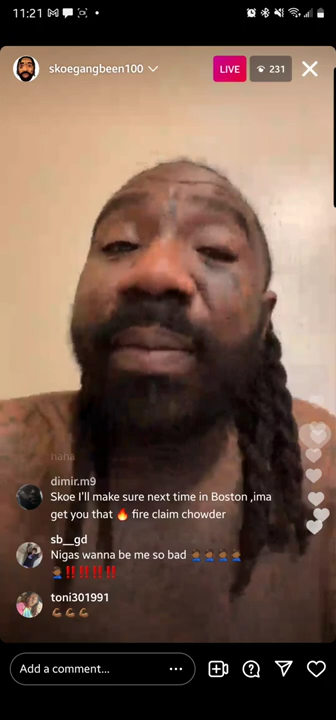 11:21
skoegangbeen100
LIVE
231
haha
dimir.m9
Skoe I'll make sure next time in Boston ,ima
get you that 🔥 fire claim chowder
sb__gd
Nigas wanna be me so bad 🤦🏾‍♂️🤦🏾‍♂️🤦🏾‍♂️🤦🏾‍♂️
🤦🏾‍♂️‼️‼️‼️‼️
toni301991
💪🏾💪🏾💪🏾
Add a comment...